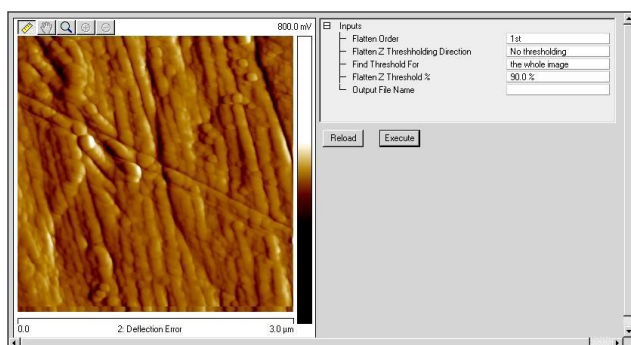 800.0 mV
Inputs
Flatten Order 1st
Flatten Z Threshholding Direction No thresholding
Find Threshold For the whole image
Flatten Z Threshold % 90.0 %
Output File Name
Reload Execute
0.0 2: Deflection Error 3.0 µm